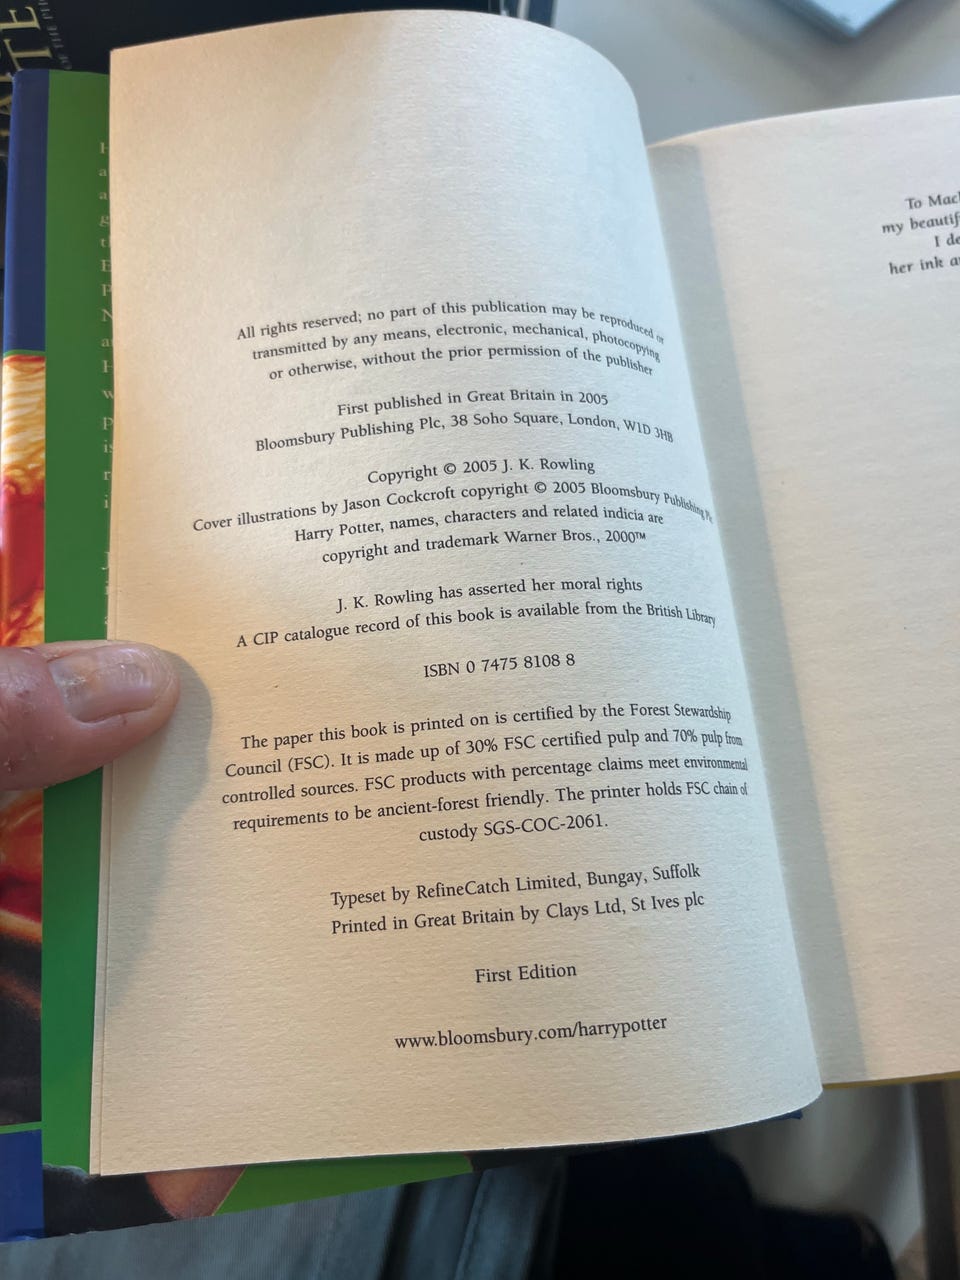 All rights reserved; no part of this publication may be reproduced or
transmitted by any means, electronic, mechanical, photocopying
or otherwise, without the prior permission of the publisher
First published in Great Britain in 2005
Bloomsbury Publishing Plc, 38 Soho Square, London, W1D 3HB
Copyright © 2005 J. K. Rowling
Cover illustrations by Jason Cockcroft copyright © 2005 Bloomsbury Publishing Plc
Harry Potter, names, characters and related indicia are
copyright and trademark Warner Bros., 2000™
J. K. Rowling has asserted her moral rights
A CIP catalogue record of this book is available from the British Library
ISBN 0 7475 8108 8
The paper this book is printed on is certified by the Forest Stewardship
Council (FSC). It is made up of 30% FSC certified pulp and 70% pulp from
controlled sources. FSC products with percentage claims meet environmental
requirements to be ancient-forest friendly. The printer holds FSC chain of
custody SGS-COC-2061.
Typeset by RefineCatch Limited, Bungay, Suffolk
Printed in Great Britain by Clays Ltd, St Ives plc
First Edition
www.bloomsbury.com/harrypotter
To Mac
my beautif
I de
her ink a